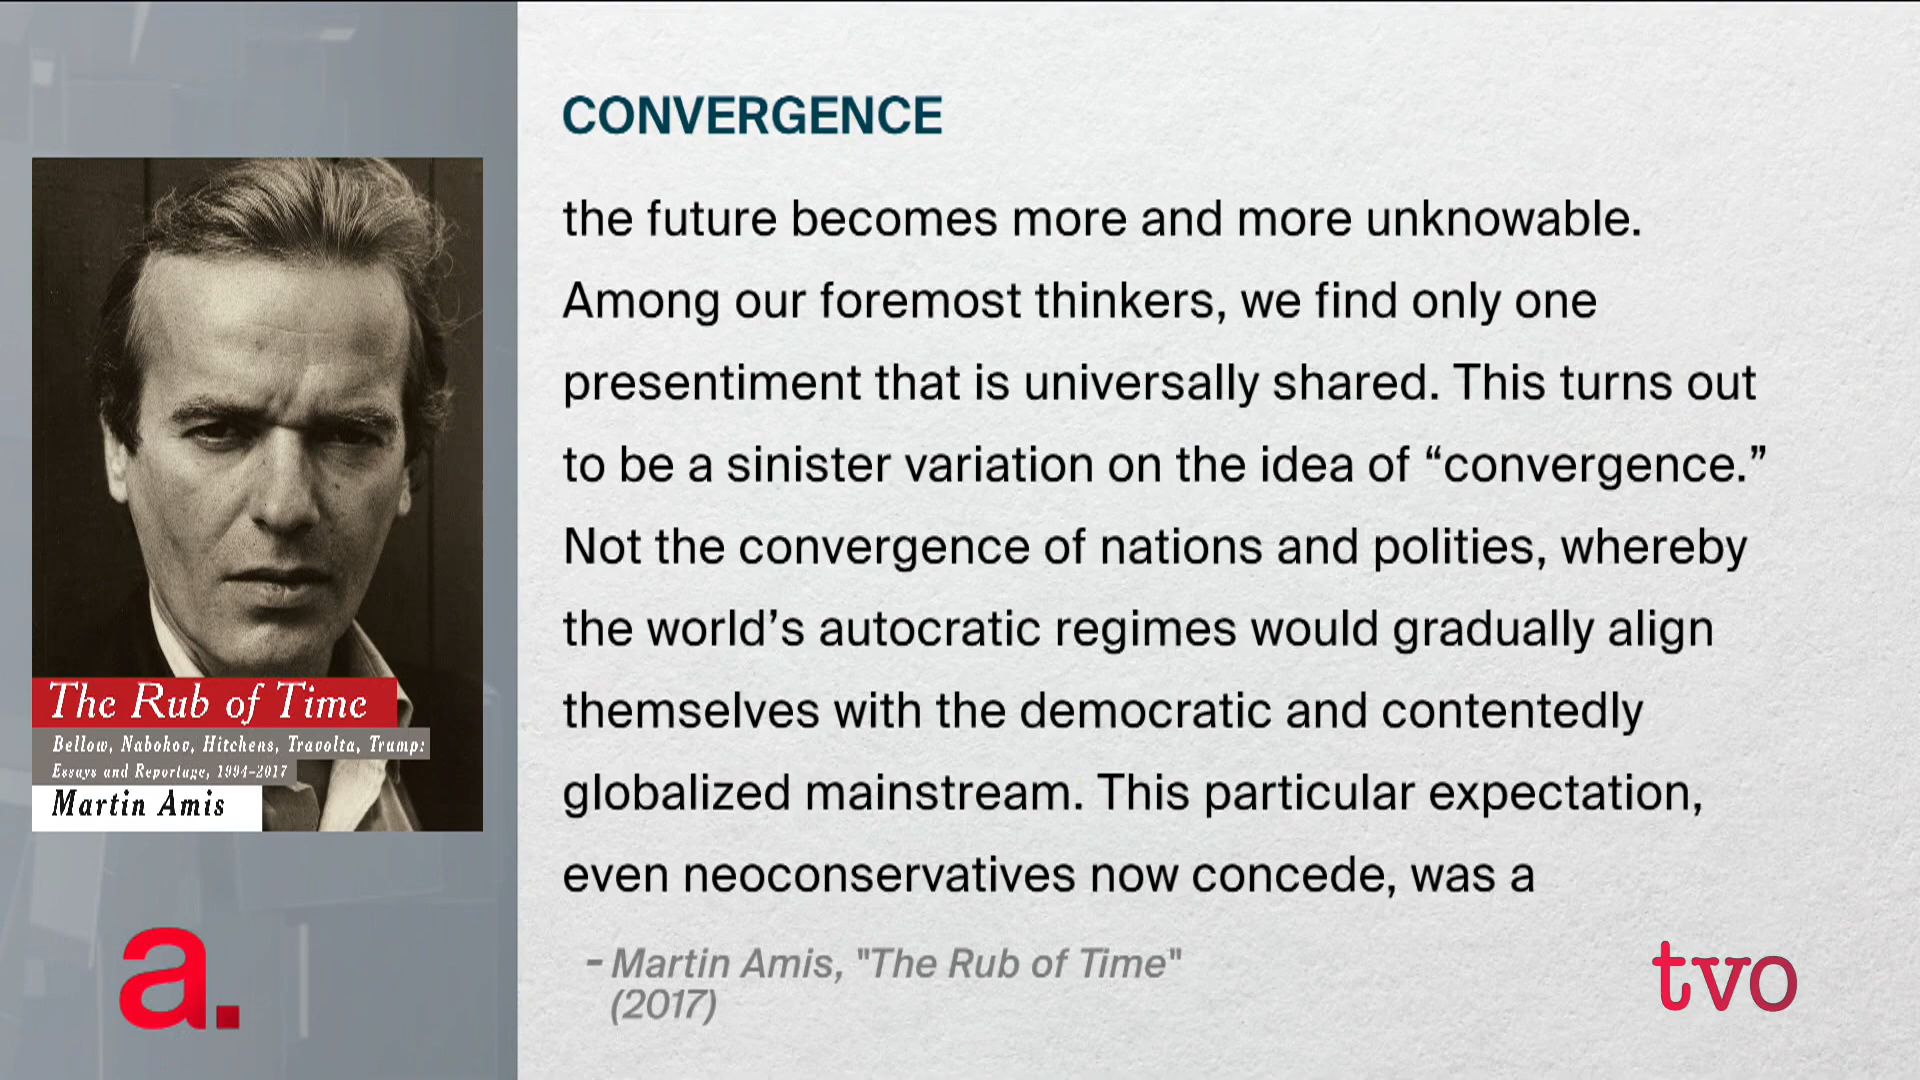 CONVERGENCE
the future becomes more and more unknowable.
Among our foremost thinkers, we find only one
presentiment that is universally shared. This turns out
to be a sinister variation on the idea of “convergence.”
Not the convergence of nations and polities, whereby
the world’s autocratic regimes would gradually align
themselves with the democratic and contentedly
globalized mainstream. This particular expectation,
even neoconservatives now concede, was a
- Martin Amis, "The Rub of Time"
(2017)
The Rub of Time
Bellow, Nabokov, Hitchens, Travolta, Trump:
Essays and Reportage, 1994-2017
Martin Amis
a.
tvo